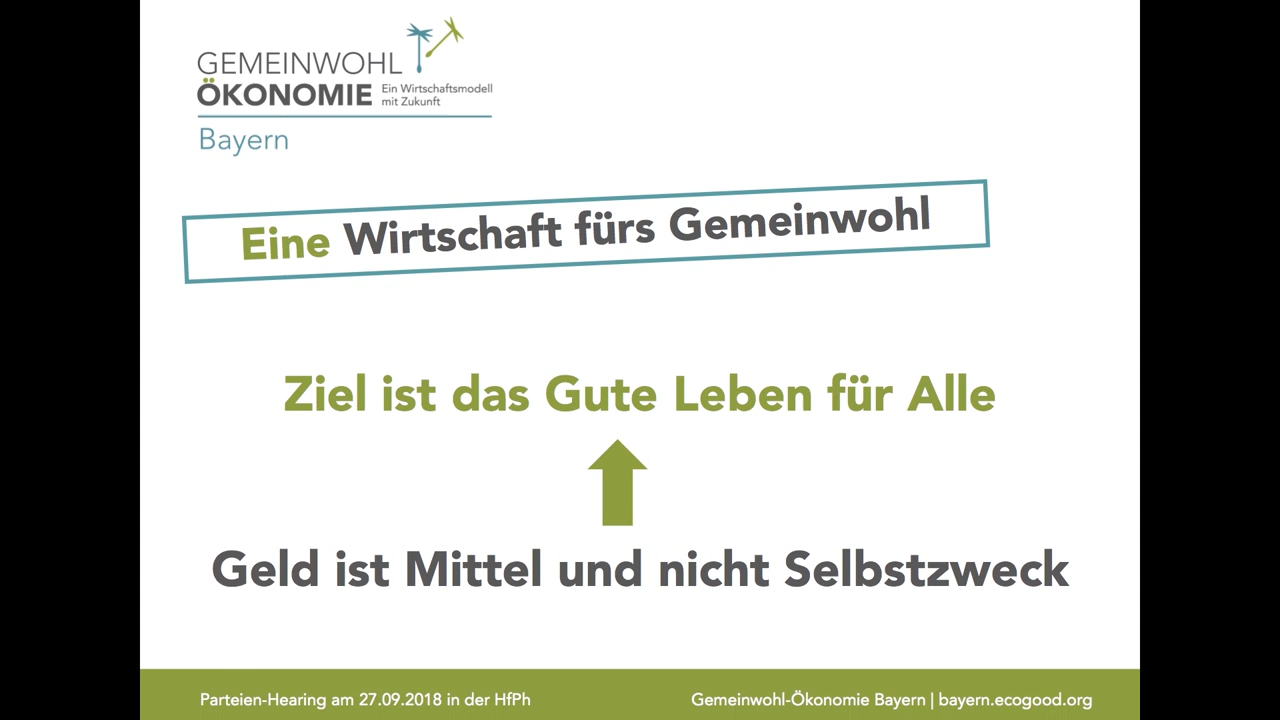 GEMEINWOHL
ÖKONOMIE Ein Wirtschaftsmodell
mit Zukunft
Bayern
Eine Wirtschaft fürs Gemeinwohl
Ziel ist das Gute Leben für Alle
Geld ist Mittel und nicht Selbstzweck
Parteien-Hearing am 27.09.2018 in der HfPh Gemeinwohl-Ökonomie Bayern | bayern.ecogood.org